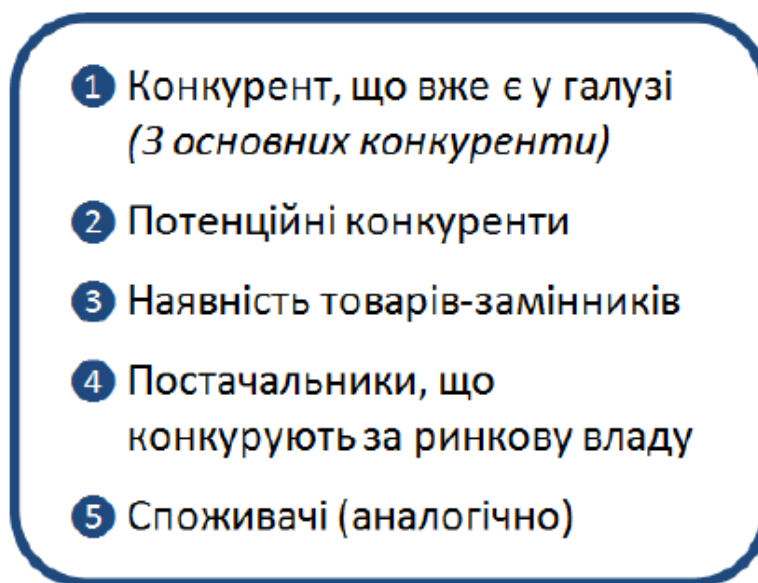 1 Конкурент, що вже є у галузі
(3 основних конкуренти)
2 Потенційні конкуренти
3 Наявність товарів-замінників
4 Постачальники, що
конкурують за ринкову владу
5 Споживачі (аналогічно)